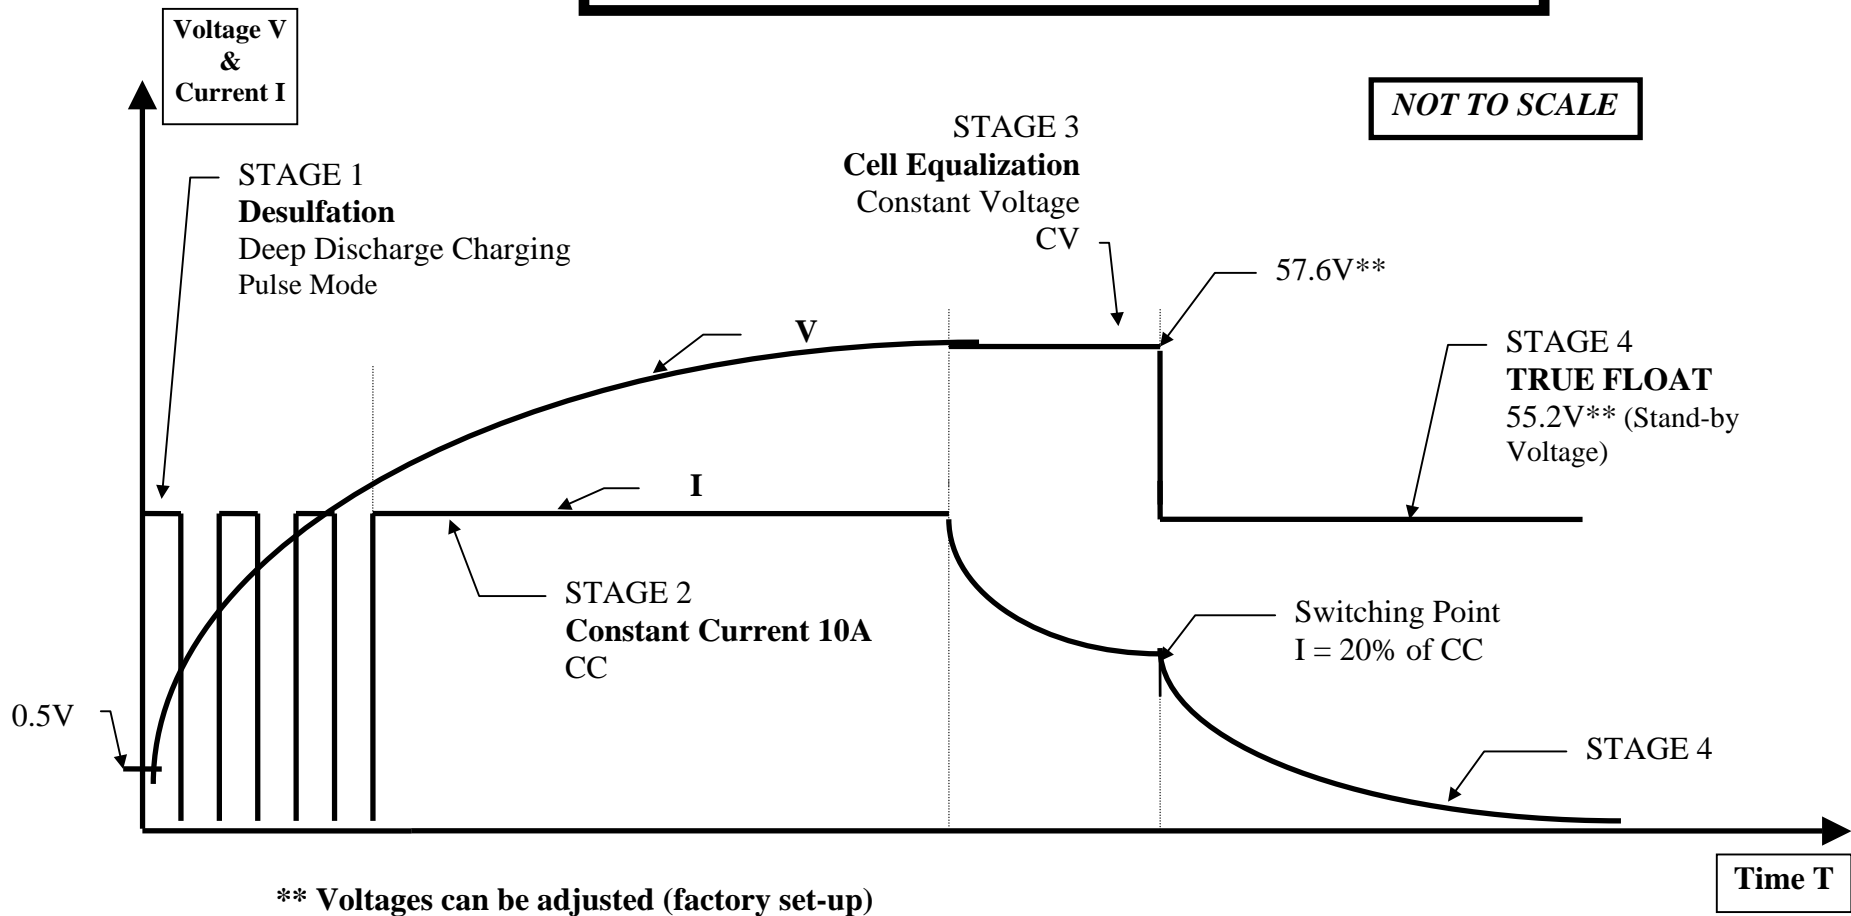 Voltage V
&
Current I
NOT TO SCALE
STAGE 1
Desulfation
Deep Discharge Charging
Pulse Mode
STAGE 3
Cell Equalization
Constant Voltage
CV
57.6V**
V
STAGE 4
TRUE FLOAT
55.2V** (Stand-by
Voltage)
I
STAGE 2
Constant Current 10A
CC
Switching Point
I = 20% of CC
0.5V
STAGE 4
Time T
** Voltages can be adjusted (factory set-up)